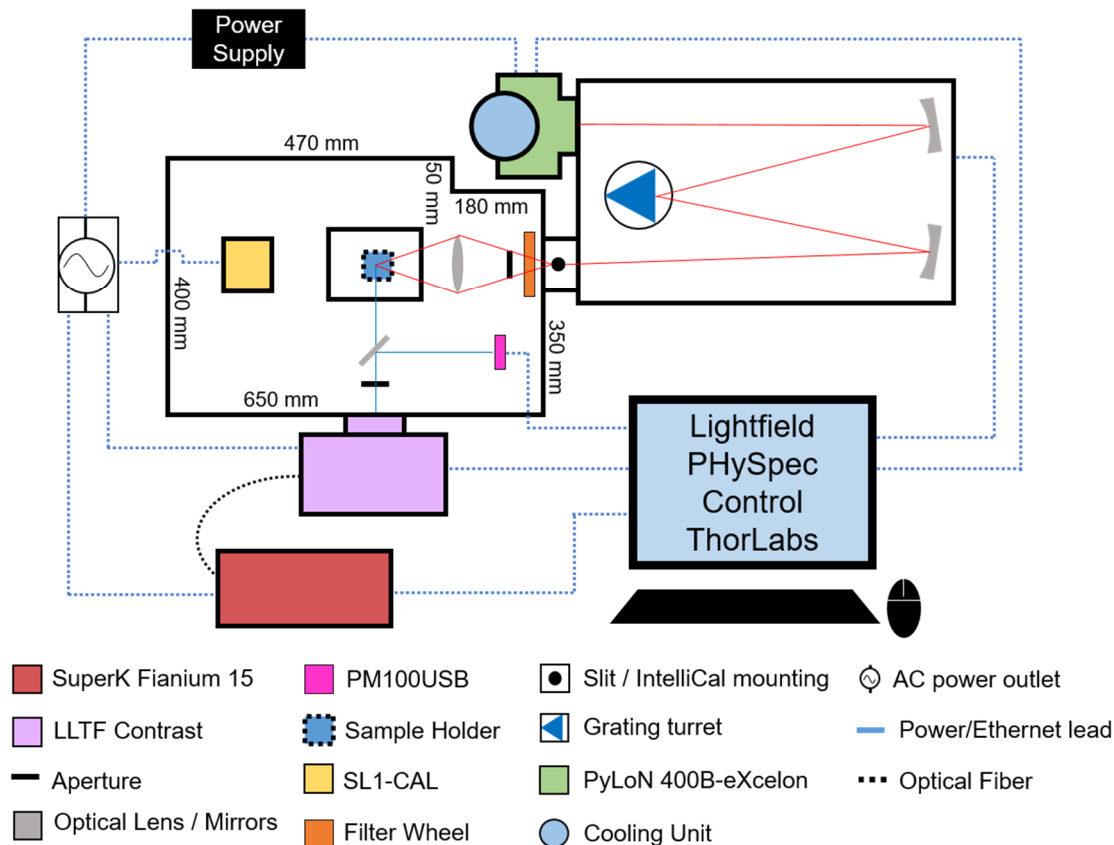 Power
Supply
470 mm
50 mm
180 mm
400 mm
350 mm
650 mm
Lightfield
PHySpec
Control
ThorLabs
SuperK Fianium 15
PM100USB
Slit / IntelliCal mounting
AC power outlet
LLTF Contrast
Sample Holder
Grating turret
Power/Ethernet lead
Aperture
SL1-CAL
PyLoN 400B-eXcelon
Optical Fiber
Optical Lens / Mirrors
Filter Wheel
Cooling Unit